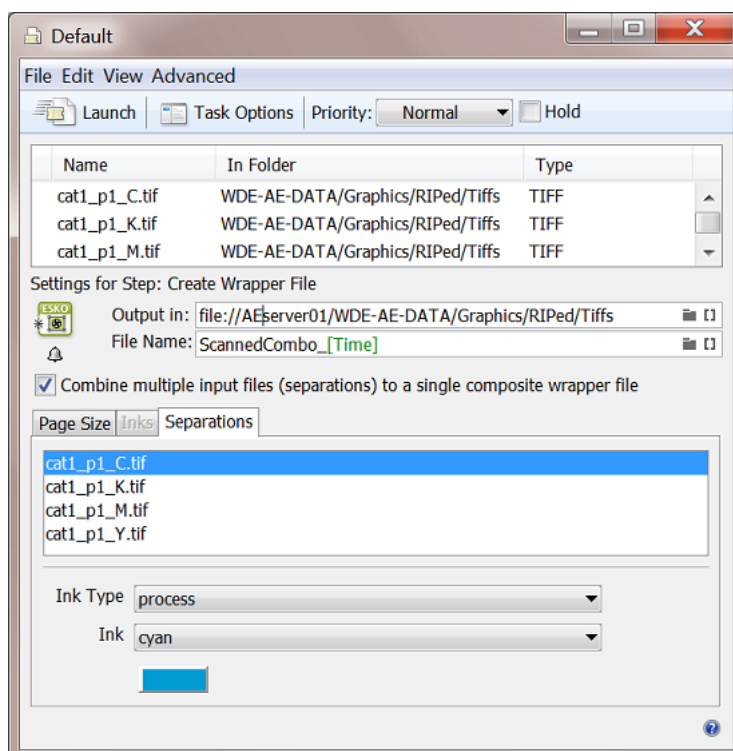 Default
File Edit View Advanced
Launch Task Options Priority: Normal Hold
Name In Folder Type
cat1_p1_C.tif WDE-AE-DATA/Graphics/RIPed/Tiffs TIFF
cat1_p1_K.tif WDE-AE-DATA/Graphics/RIPed/Tiffs TIFF
cat1_p1_M.tif WDE-AE-DATA/Graphics/RIPed/Tiffs TIFF
Settings for Step: Create Wrapper File
ESKO
Output in: file://AEserver01/WDE-AE-DATA/Graphics/RIPed/Tiffs
File Name: ScannedCombo_[Time]
Combine multiple input files (separations) to a single composite wrapper file
Page Size Inks Separations
cat1_p1_C.tif
cat1_p1_K.tif
cat1_p1_M.tif
cat1_p1_Y.tif
Ink Type process
Ink cyan